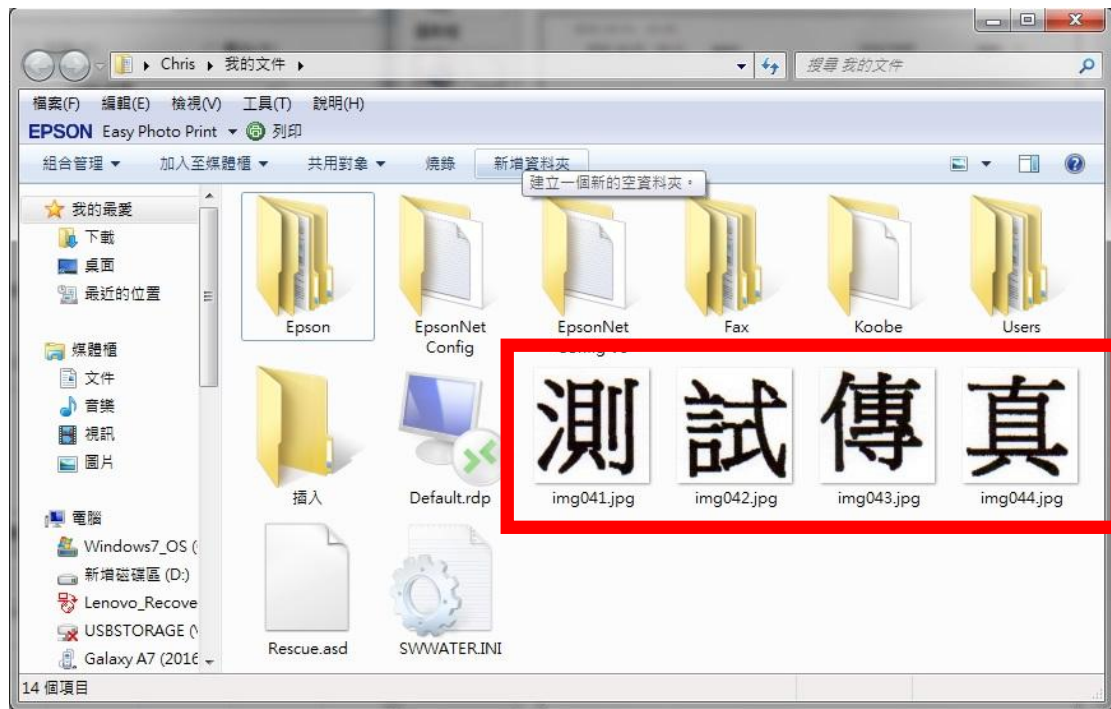 Chris ▸ 我的文件 ▸
搜尋 我的文件
檔案(F) 編輯(E) 檢視(V) 工具(T) 說明(H)
EPSON Easy Photo Print 列印
組合管理 加入至媒體櫃 共用對象 燒錄 新增資料夾
建立一個新的空資料夾。
我的最愛
下載
桌面
最近的位置
媒體櫃
文件
音樂
視訊
圖片
電腦
Windows7_OS (
新增磁碟區 (D:)
Lenovo_Recove
USBSTORAGE (
Galaxy A7 (2016
Epson
EpsonNet
Config
EpsonNet
Fax
Koobe
Users
插入
Default.rdp
測
img041.jpg
試
img042.jpg
傳
img043.jpg
真
img044.jpg
Rescue.asd
SWWATER.INI
14 個項目